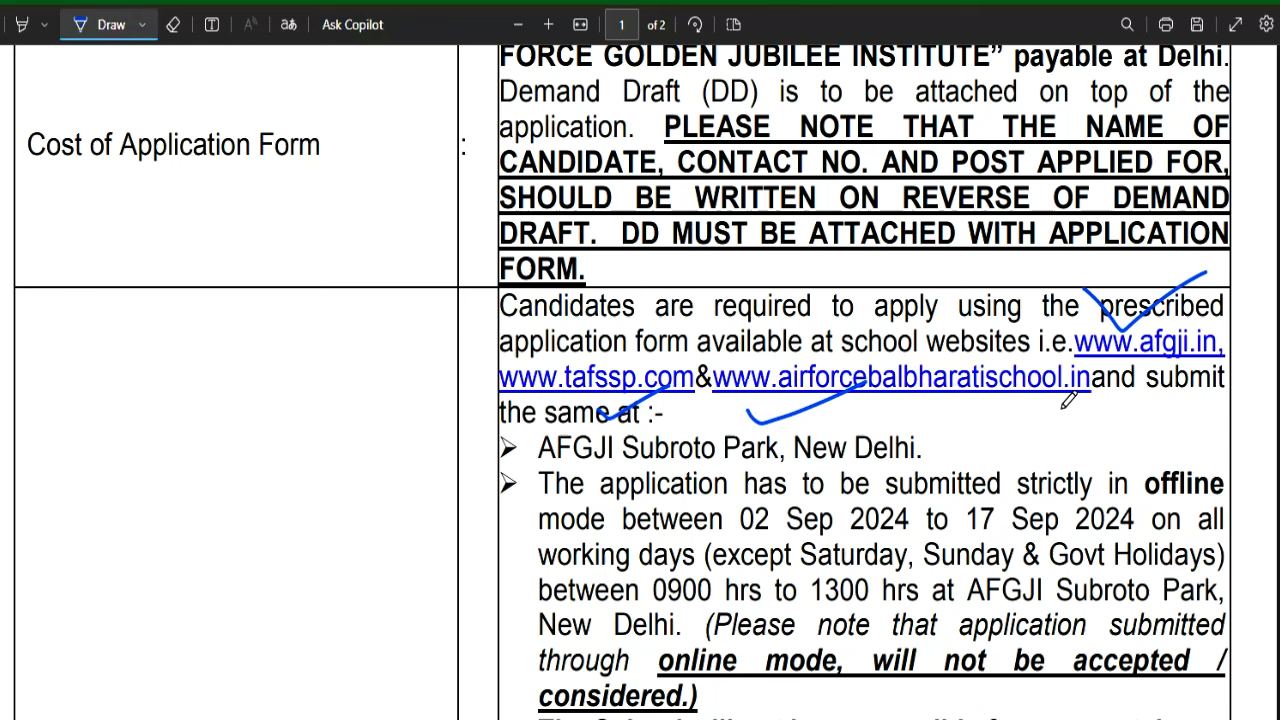 Draw
Ask Copilot
1 of 2
FORCE GOLDEN JUBILEE INSTITUTE” payable at Delhi.
Demand Draft (DD) is to be attached on top of the
application. PLEASE NOTE THAT THE NAME OF
Cost of Application Form :
CANDIDATE, CONTACT NO. AND POST APPLIED FOR,
SHOULD BE WRITTEN ON REVERSE OF DEMAND
DRAFT. DD MUST BE ATTACHED WITH APPLICATION
FORM.
Candidates are required to apply using the prescribed
application form available at school websites i.e.www.afgji.in,
www.tafssp.com&www.airforcebalbharatischool.inand submit
the same at :-
➢ AFGJI Subroto Park, New Delhi.
➢ The application has to be submitted strictly in offline
mode between 02 Sep 2024 to 17 Sep 2024 on all
working days (except Saturday, Sunday & Govt Holidays)
between 0900 hrs to 1300 hrs at AFGJI Subroto Park,
New Delhi. (Please note that application submitted
through online mode, will not be accepted /
considered.)